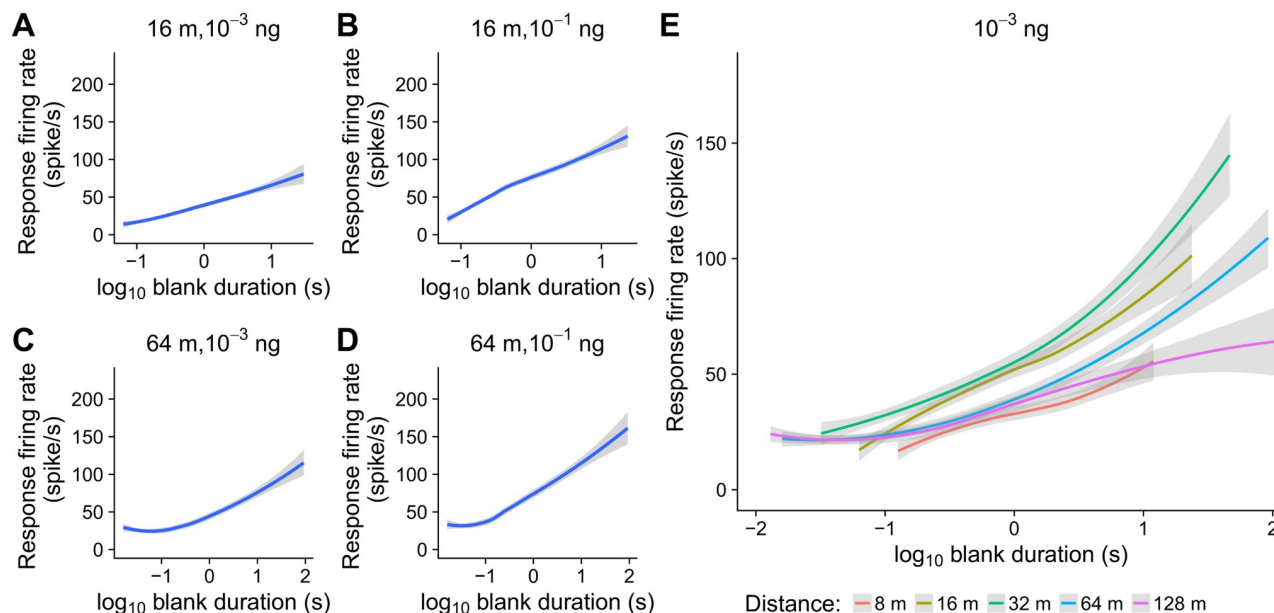 A
16 m,10⁻³ ng
Response firing rate
(spike/s)
200
150
100
50
0
−1
0
1
log₁₀ blank duration (s)
B
16 m,10⁻¹ ng
Response firing rate
(spike/s)
200
150
100
50
0
−1
0
1
log₁₀ blank duration (s)
C
64 m,10⁻³ ng
Response firing rate
(spike/s)
200
150
100
50
0
−1
0
1
2
log₁₀ blank duration (s)
D
64 m,10⁻¹ ng
Response firing rate
(spike/s)
200
150
100
50
0
−1
0
1
2
log₁₀ blank duration (s)
E
10⁻³ ng
Response firing rate (spike/s)
150
100
50
0
−2
−1
0
1
2
log₁₀ blank duration (s)
Distance: 8 m 16 m 32 m 64 m 128 m